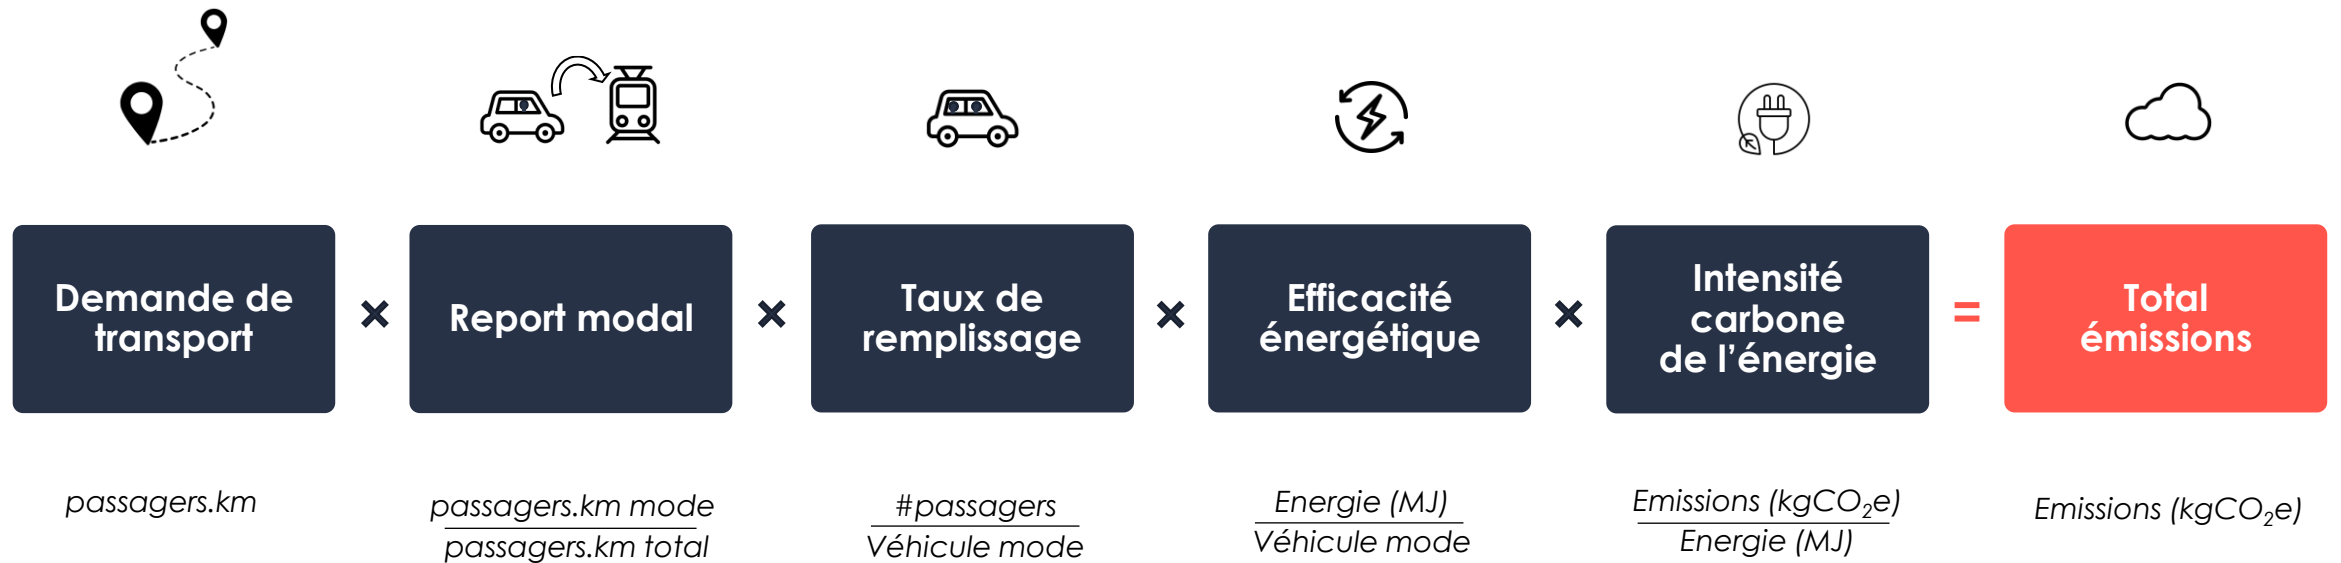 Demande de
transport
×
Report modal
×
Taux de
remplissage
×
Efficacité
énergétique
×
Intensité
carbone
de l’énergie
=
Total
émissions
passagers.km
passagers.km mode
passagers.km total
#passagers
Véhicule mode
Energie (MJ)
Véhicule mode
Emissions (kgCO₂e)
Energie (MJ)
Emissions (kgCO₂e)